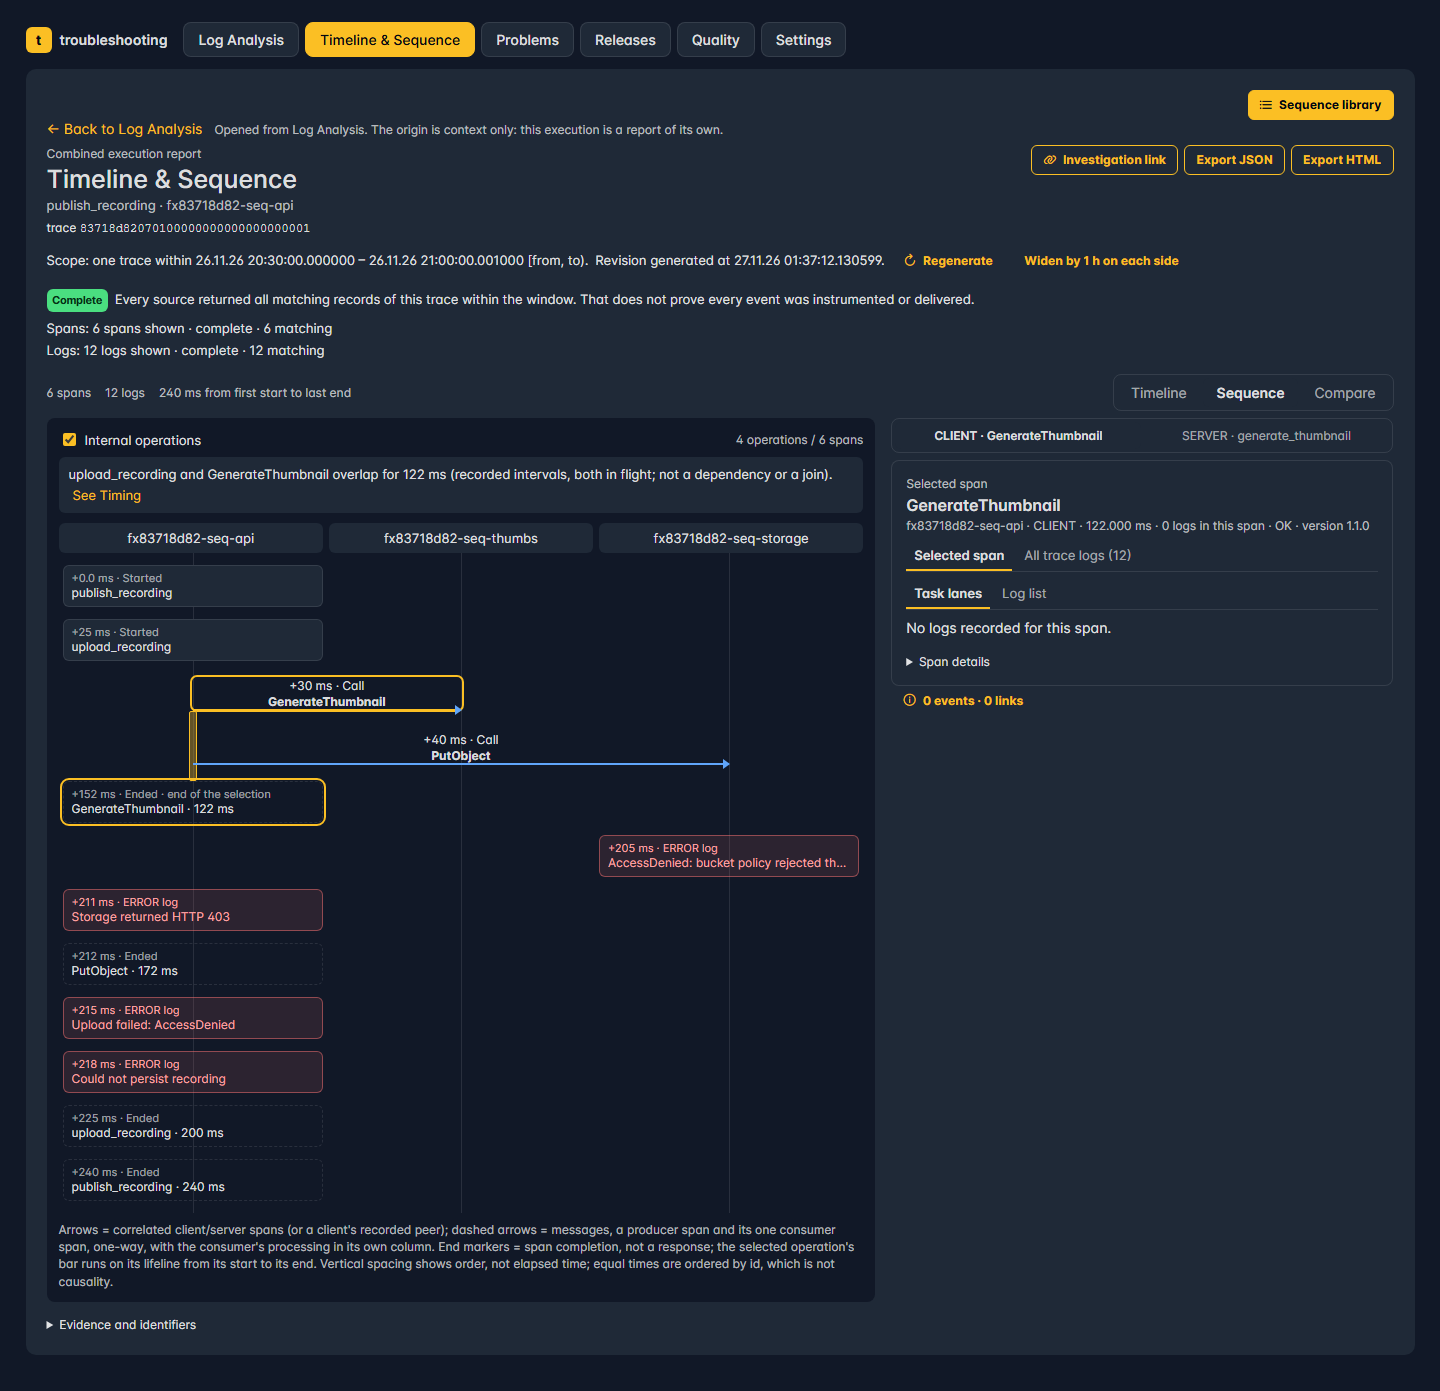 t troubleshooting Log Analysis Timeline & Sequence Problems Releases Quality Settings
Sequence library
← Back to Log Analysis Opened from Log Analysis. The origin is context only: this execution is a report of its own.
Combined execution report
Investigation link Export JSON Export HTML
Timeline & Sequence
publish_recording · fx83718d82-seq-api
Scope: one trace within 26.11.26 20:30:00.000000 – 26.11.26 21:00:00.001000 [from, to). Revision generated at 27.11.26 01:37:12.130599. Regenerate Widen by 1 h on each side
Complete Every source returned all matching records of this trace within the window. That does not prove every event was instrumented or delivered.
Spans: 6 spans shown · complete · 6 matching
Logs: 12 logs shown · complete · 12 matching
6 spans 12 logs 240 ms from first start to last end
Timeline Sequence Compare
Internal operations 4 operations / 6 spans
upload_recording and GenerateThumbnail overlap for 122 ms (recorded intervals, both in flight; not a dependency or a join).
See Timing
fx83718d82-seq-api fx83718d82-seq-thumbs fx83718d82-seq-storage
+0.0 ms · Started
publish_recording
+25 ms · Started
upload_recording
+30 ms · Call
GenerateThumbnail
+40 ms · Call
PutObject
+152 ms · Ended · end of the selection
GenerateThumbnail · 122 ms
+205 ms · ERROR log
AccessDenied: bucket policy rejected th...
+211 ms · ERROR log
Storage returned HTTP 403
+212 ms · Ended
PutObject · 172 ms
+215 ms · ERROR log
Upload failed: AccessDenied
+218 ms · ERROR log
Could not persist recording
+225 ms · Ended
upload_recording · 200 ms
+240 ms · Ended
publish_recording · 240 ms
Arrows = correlated client/server spans (or a client's recorded peer); dashed arrows = messages, a producer span and its one consumer
span, one-way, with the consumer's processing in its own column. End markers = span completion, not a response; the selected operation's
bar runs on its lifeline from its start to its end. Vertical spacing shows order, not elapsed time; equal times are ordered by id, which is not
causality.
CLIENT · GenerateThumbnail SERVER · generate_thumbnail
Selected span
GenerateThumbnail
fx83718d82-seq-api · CLIENT · 122.000 ms · 0 logs in this span · OK · version 1.1.0
Selected span All trace logs (12)
Task lanes Log list
No logs recorded for this span.
Span details
0 events · 0 links
Evidence and identifiers